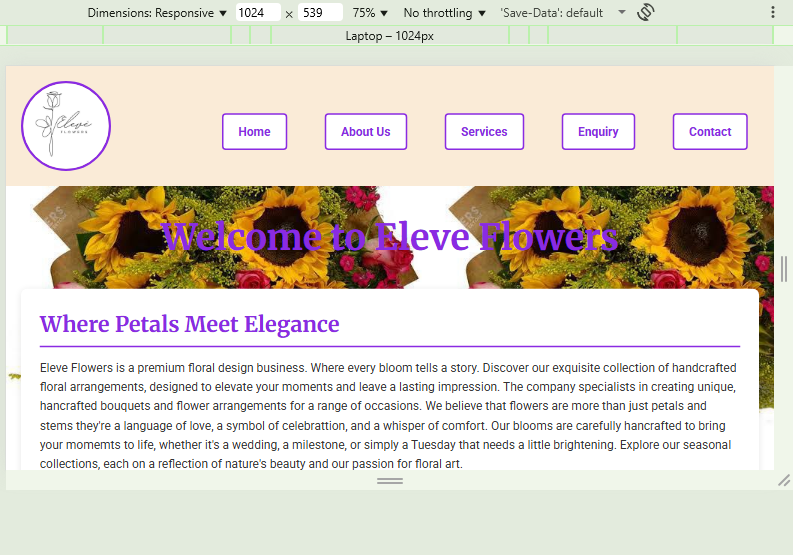 Dimensions: Responsive 1024 × 539 75% No throttling 'Save-Data': default
Laptop – 1024px
Elevé
FLOWERS
Home About Us Services Enquiry Contact
Welcome to Eleve Flowers
Where Petals Meet Elegance
Eleve Flowers is a premium floral design business. Where every bloom tells a story. Discover our exquisite collection of handcrafted
floral arrangements, designed to elevate your moments and leave a lasting impression. The company specialists in creating unique,
hancrafted bouquets and flower arrangements for a range of occasions. We believe that flowers are more than just petals and
stems they're a language of love, a symbol of celebrattion, and a whisper of comfort. Our blooms are carefully hancrafted to bring
your momemts to life, whether it's a wedding, a milestone, or simply a Tuesday that needs a little brightening. Explore our seasonal
collections, each on a reflection of nature's beauty and our passion for floral art.